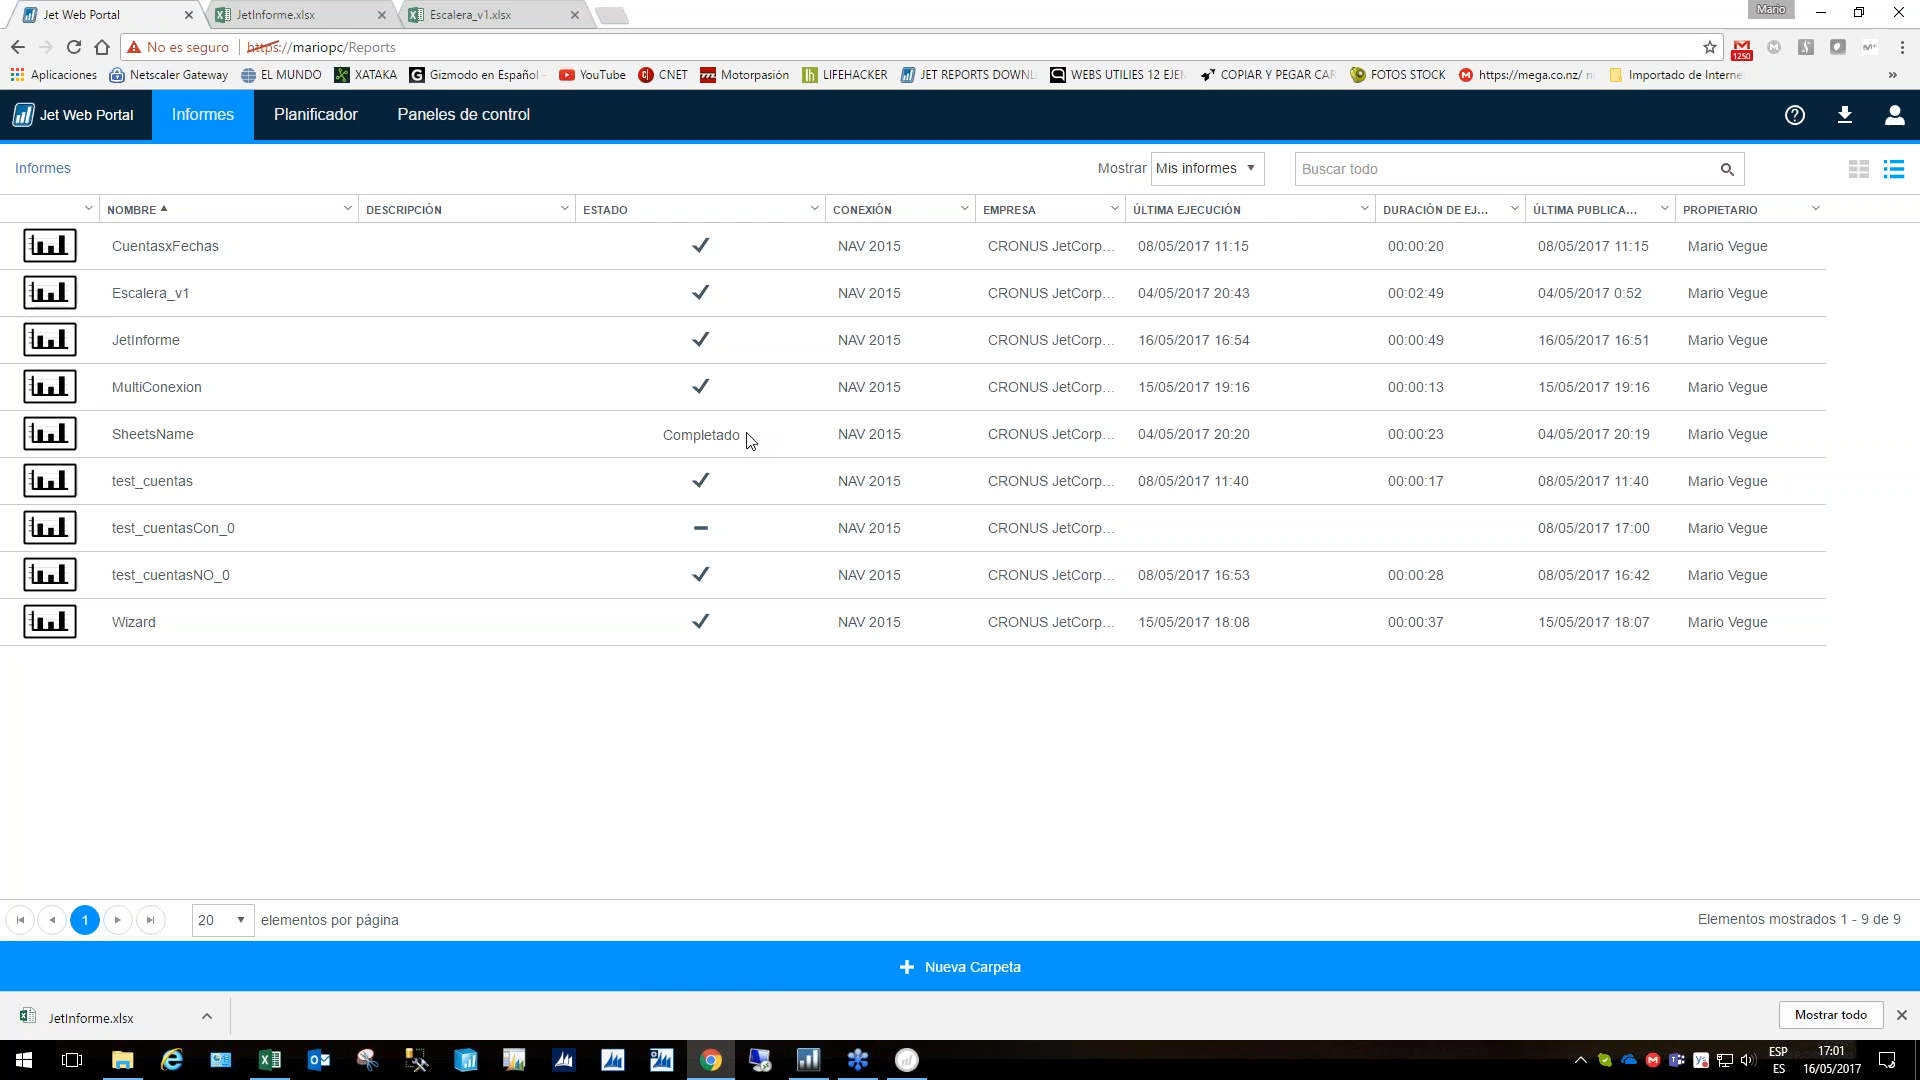 Jet Web Portal
JetInforme.xlsx
Escalera_v1.xlsx
Mario
No es seguro
https://mariopc/Reports
1250
Aplicaciones
Netscaler Gateway
EL MUNDO
XATAKA
Gizmodo en Español
YouTube
CNET
Motorpasión
LIFEHACKER
JET REPORTS DOWNL
WEBS UTILIES 12 EJEM
COPIAR Y PEGAR CAR
FOTOS STOCK
https://mega.co.nz/
Importado de Interne
»
Jet Web Portal
Informes
Planificador
Paneles de control
Informes
Mostrar
Mis informes
Buscar todo
NOMBRE DESCRIPCIÓN ESTADO CONEXIÓN EMPRESA ÚLTIMA EJECUCIÓN DURACIÓN DE EJ... ÚLTIMA PUBLICA... PROPIETARIO
CuentasxFechas NAV 2015 CRONUS JetCorp... 08/05/2017 11:15 00:00:20 08/05/2017 11:15 Mario Vegue
Escalera_v1 NAV 2015 CRONUS JetCorp... 04/05/2017 20:43 00:02:49 04/05/2017 0:52 Mario Vegue
JetInforme NAV 2015 CRONUS JetCorp... 16/05/2017 16:54 00:00:49 16/05/2017 16:51 Mario Vegue
MultiConexion NAV 2015 CRONUS JetCorp... 15/05/2017 19:16 00:00:13 15/05/2017 19:16 Mario Vegue
SheetsName Completado NAV 2015 CRONUS JetCorp... 04/05/2017 20:20 00:00:23 04/05/2017 20:19 Mario Vegue
test_cuentas NAV 2015 CRONUS JetCorp... 08/05/2017 11:40 00:00:17 08/05/2017 11:40 Mario Vegue
test_cuentasCon_0 NAV 2015 CRONUS JetCorp... 08/05/2017 17:00 Mario Vegue
test_cuentasNO_0 NAV 2015 CRONUS JetCorp... 08/05/2017 16:53 00:00:28 08/05/2017 16:42 Mario Vegue
Wizard NAV 2015 CRONUS JetCorp... 15/05/2017 18:08 00:00:37 15/05/2017 18:07 Mario Vegue
1
20
elementos por página
Elementos mostrados 1 - 9 de 9
+ Nueva Carpeta
JetInforme.xlsx
Mostrar todo
ESP
ES
17:01
16/05/2017